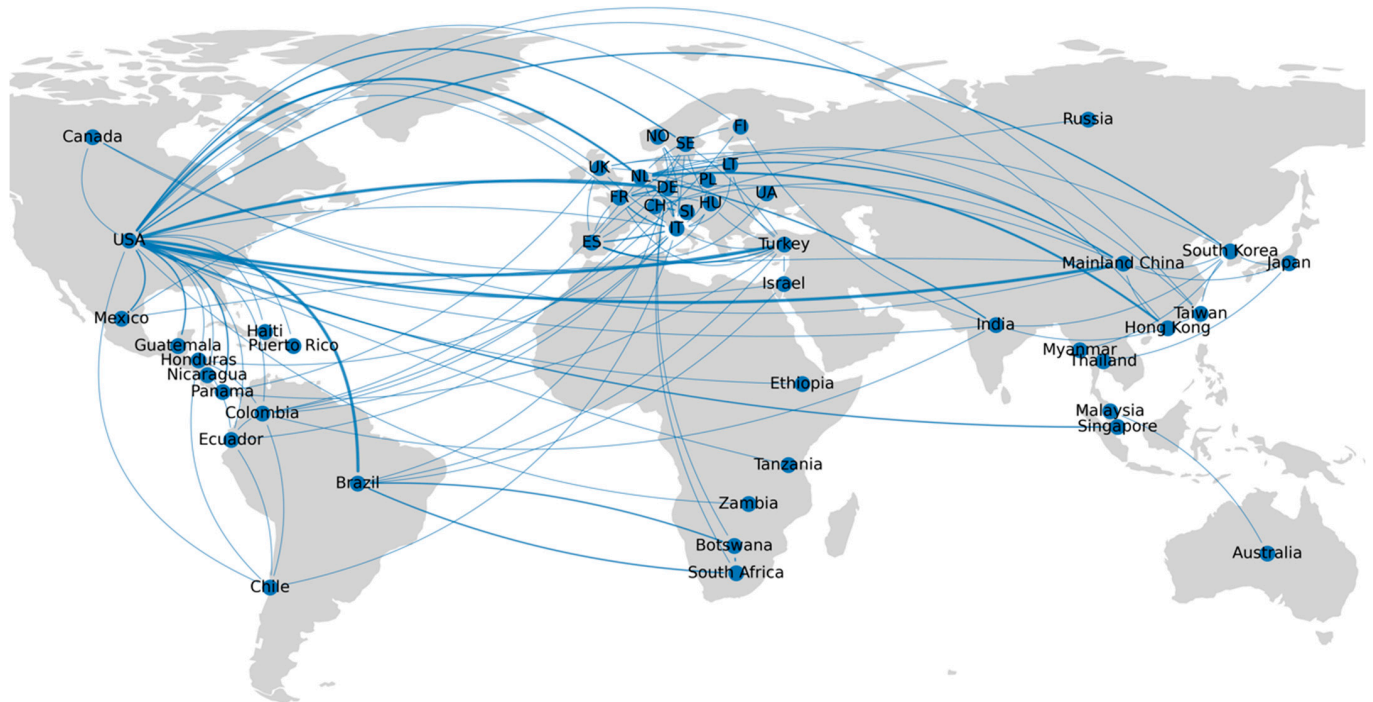 Canada
NO
SE
FI
Russia
UK
NL
DE
PL
LT
FR
CH
SI
HU
UA
IT
USA
ES
Turkey
South Korea
Mainland China
Japan
Israel
Mexico
Haiti
India
Taiwan
Hong Kong
Guatemala
Puerto Rico
Honduras
Myanmar
Thailand
Nicaragua
Panama
Ethiopia
Colombia
Malaysia
Singapore
Ecuador
Tanzania
Brazil
Zambia
Botswana
Australia
South Africa
Chile